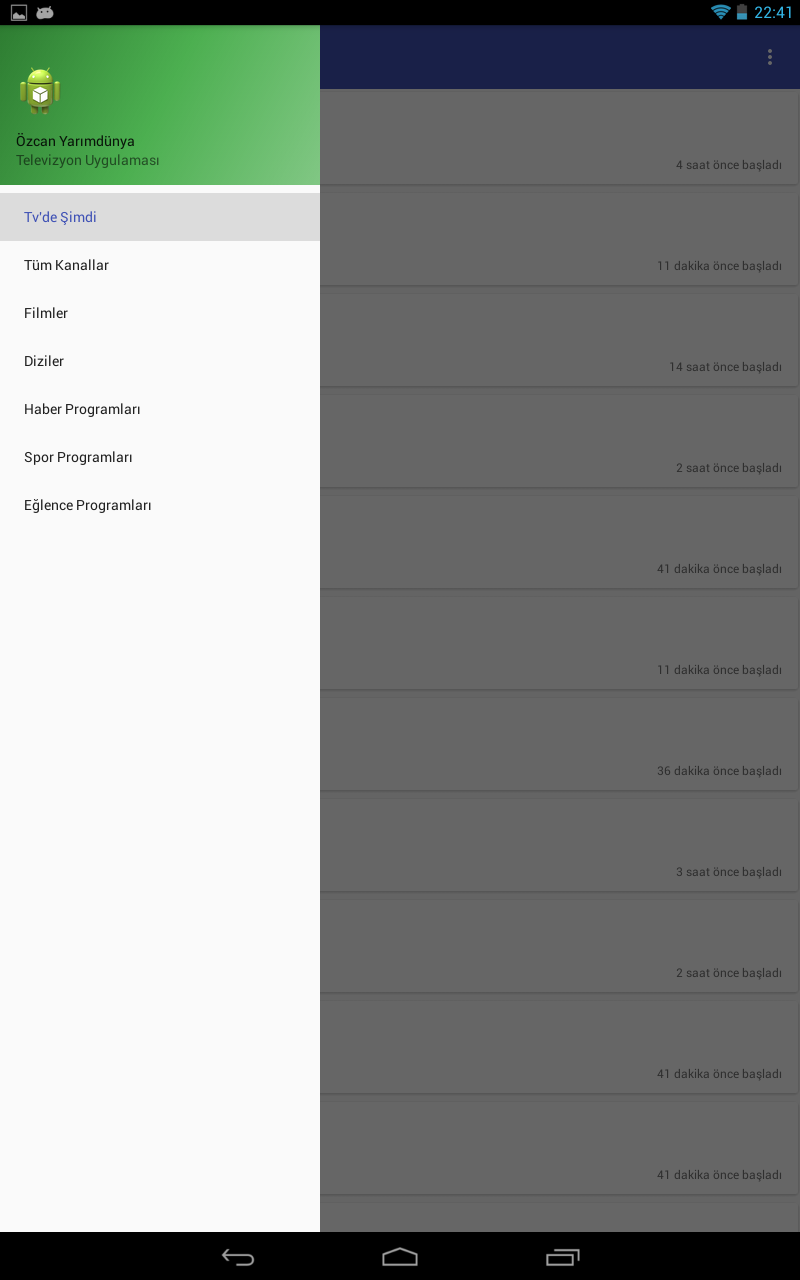 22:41
Özcan Yarımdünya
Televizyon Uygulaması
Tv'de Şimdi
Tüm Kanallar
Filmler
Diziler
Haber Programları
Spor Programları
Eğlence Programları
4 saat önce başladı
11 dakika önce başladı
14 saat önce başladı
2 saat önce başladı
41 dakika önce başladı
11 dakika önce başladı
36 dakika önce başladı
3 saat önce başladı
2 saat önce başladı
41 dakika önce başladı
41 dakika önce başladı